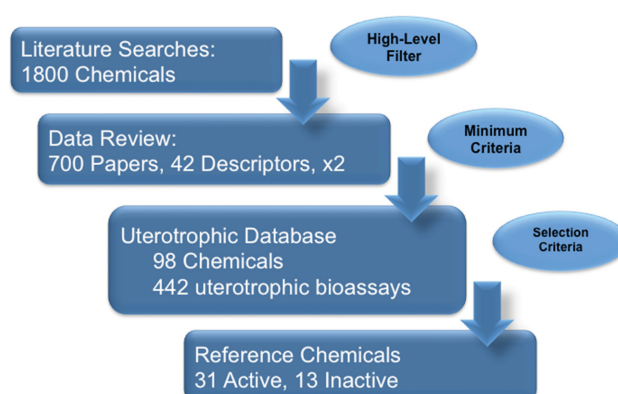 Literature Searches:
1800 Chemicals
High-Level
Filter
Data Review:
700 Papers, 42 Descriptors, x2
Minimum
Criteria
Uterotrophic Database
98 Chemicals
442 uterotrophic bioassays
Selection
Criteria
Reference Chemicals
31 Active, 13 Inactive